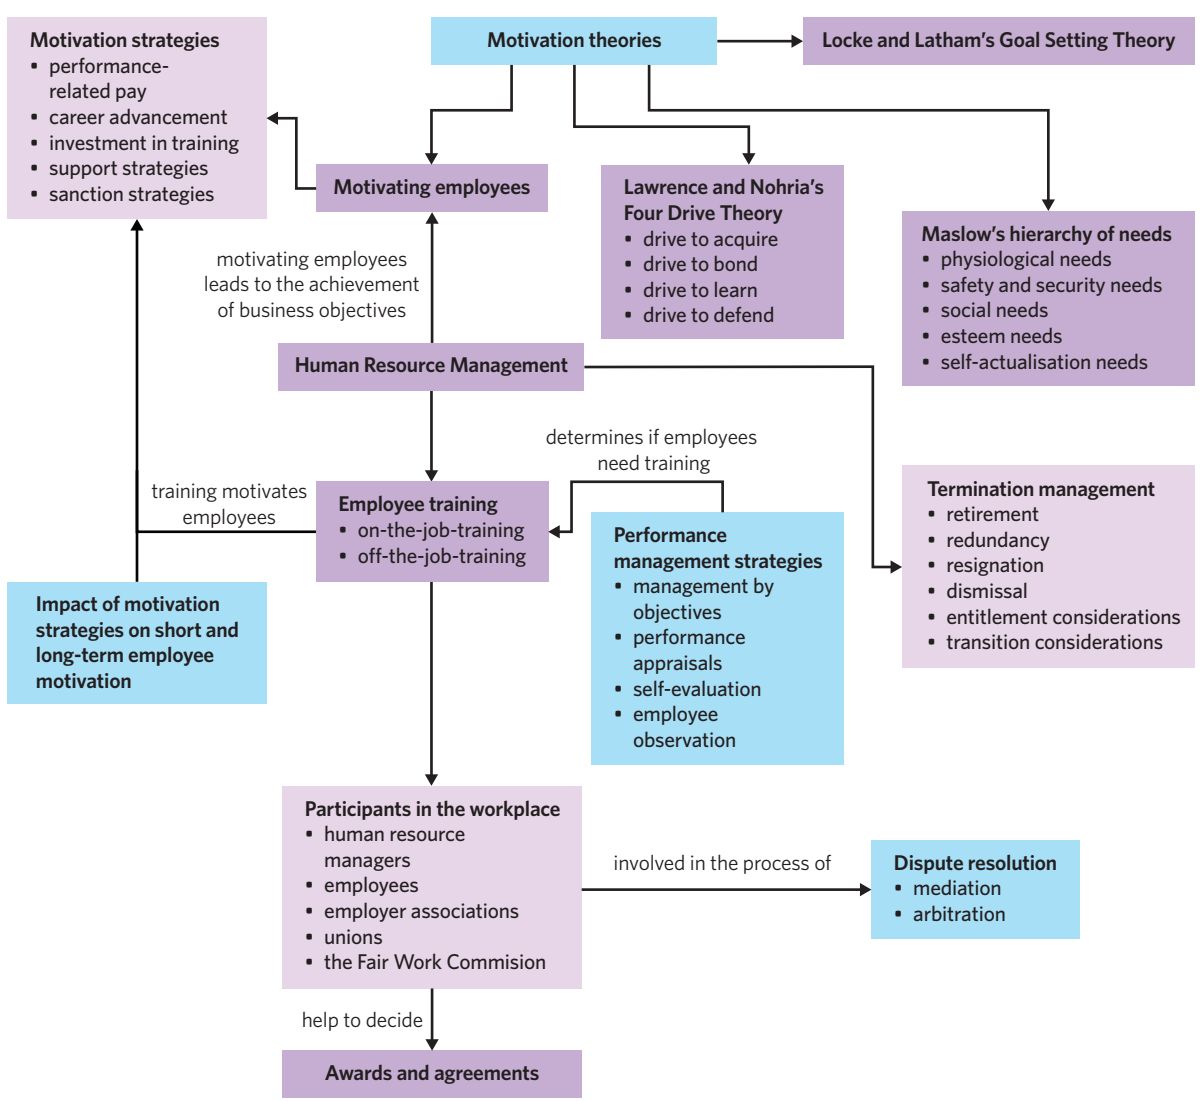 Motivation strategies
• performance-
related pay
• career advancement
• investment in training
• support strategies
• sanction strategies
Motivation theories
Locke and Latham's Goal Setting Theory
Motivating employees
Lawrence and Nohria's
Four Drive Theory
• drive to acquire
• drive to bond
• drive to learn
• drive to defend
Maslow's hierarchy of needs
• physiological needs
• safety and security needs
• social needs
• esteem needs
• self-actualisation needs
motivating employees
leads to the achievement
of business objectives
Human Resource Management
determines if employees
need training
training motivates
employees
Employee training
• on-the-job-training
• off-the-job-training
Performance
management strategies
• management by
objectives
• performance
appraisals
• self-evaluation
• employee
observation
Termination management
• retirement
• redundancy
• resignation
• dismissal
• entitlement considerations
• transition considerations
Impact of motivation
strategies on short and
long-term employee
motivation
Participants in the workplace
• human resource
managers
• employees
• employer associations
• unions
• the Fair Work Commision
involved in the process of
Dispute resolution
• mediation
• arbitration
help to decide
Awards and agreements